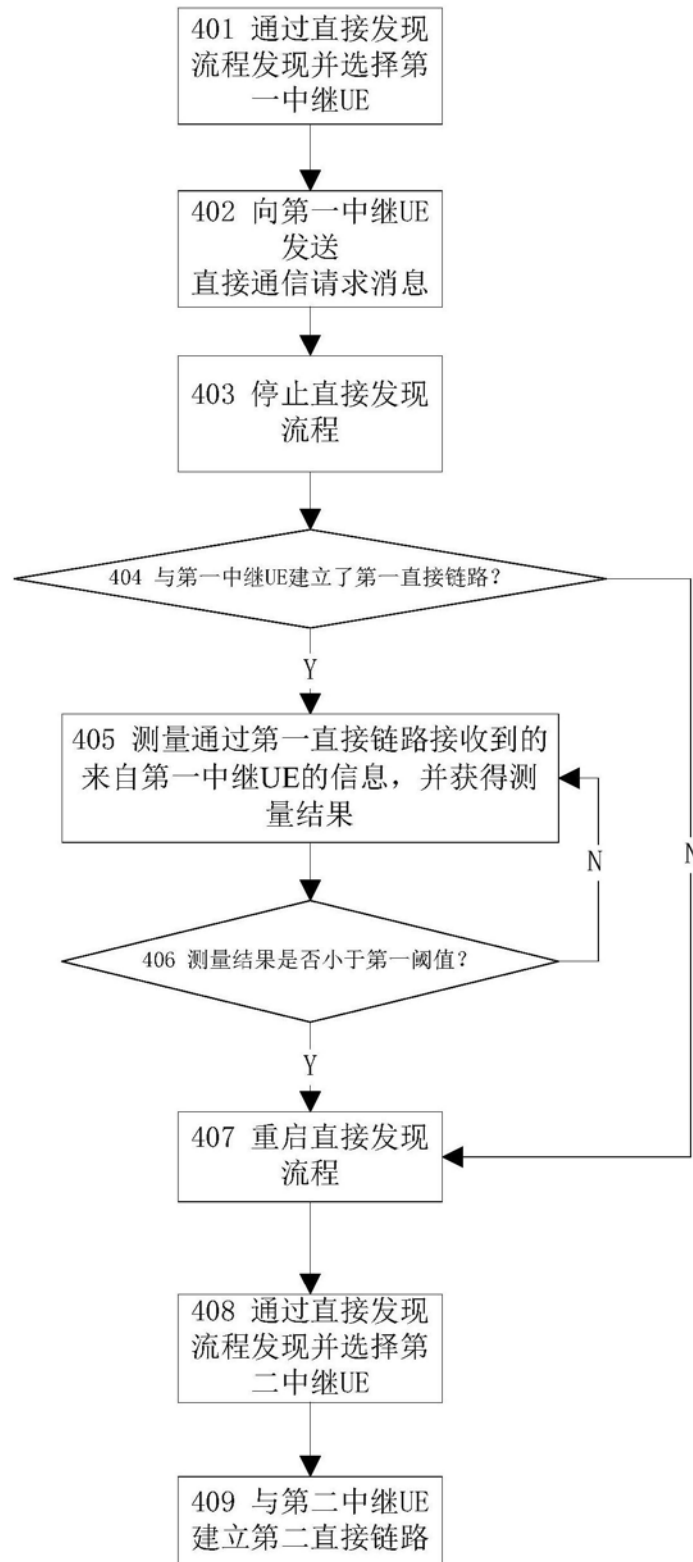 401 通过直接发现
流程发现并选择第
一中继UE
402 向第一中继UE
发送
直接通信请求消息
403 停止直接发现
流程
404 与第一中继UE建立了第一直接链路?
Y
405 测量通过第一直接链路接收到的
来自第一中继UE的信息，并获得测
量结果
N
N
406 测量结果是否小于第一阈值?
Y
407 重启直接发现
流程
408 通过直接发现
流程发现并选择第
二中继UE
409 与第二中继UE
建立第二直接链路